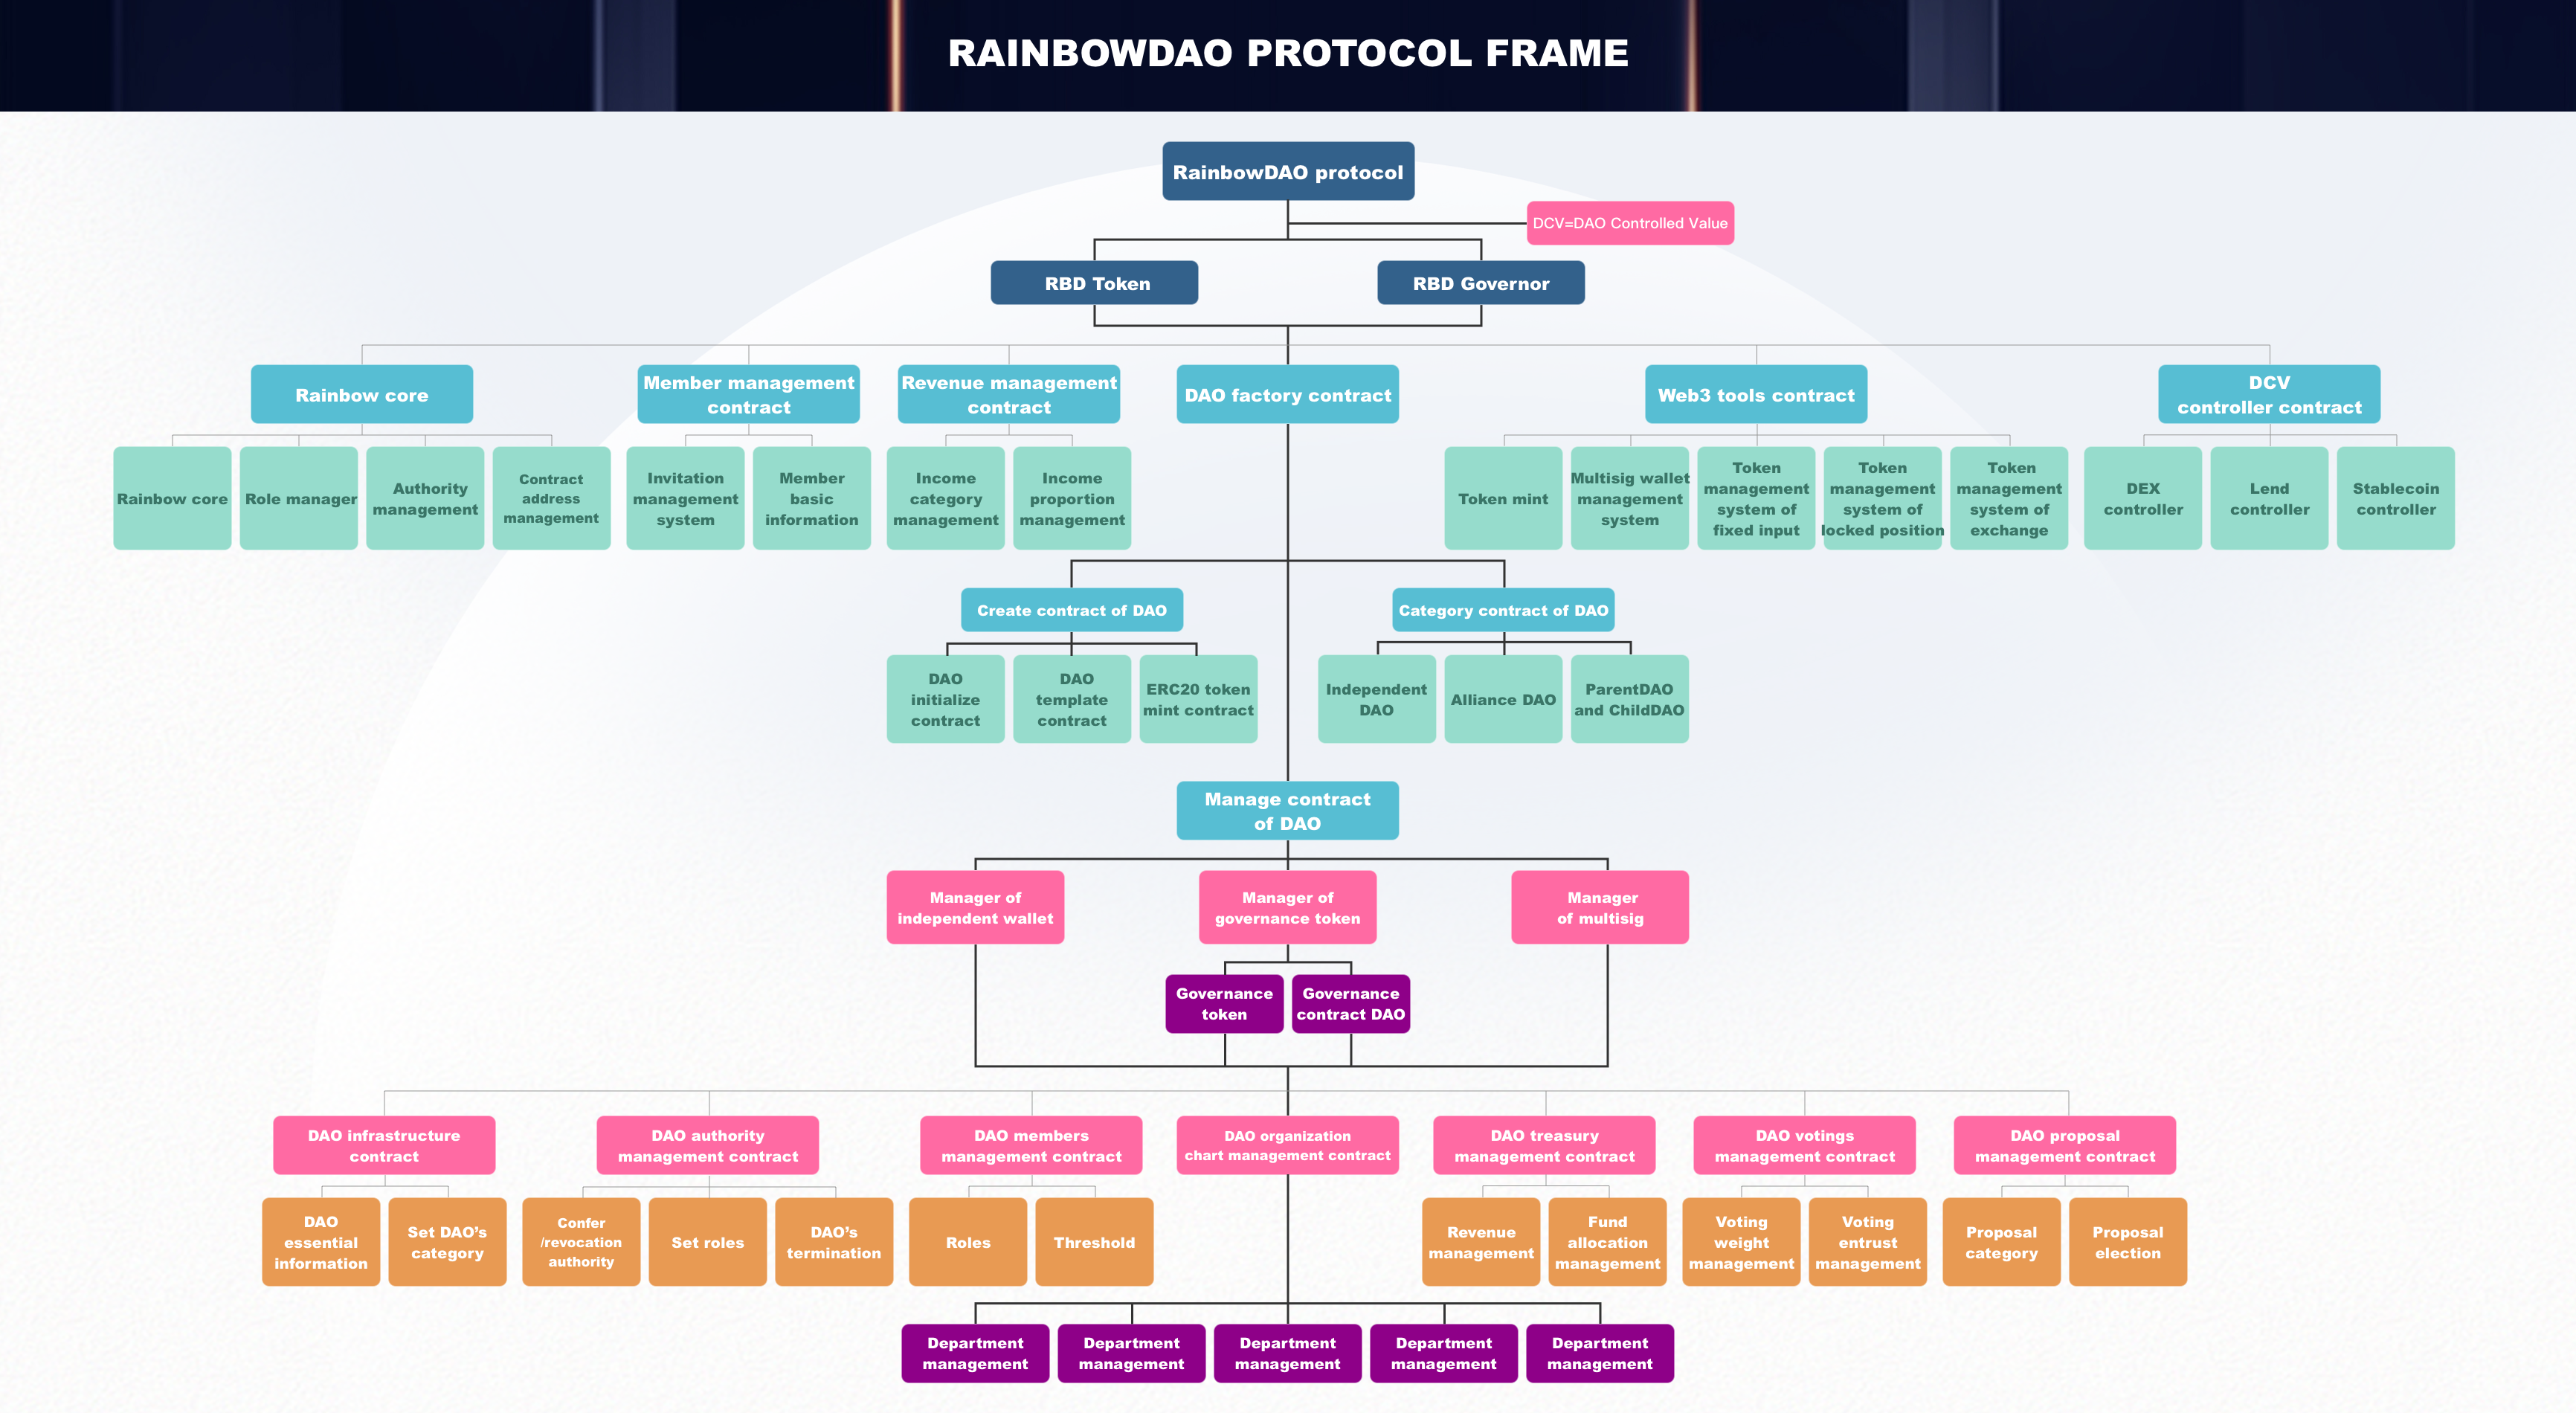 RAINBOWDAO PROTOCOL FRAME
RainbowDAO protocol
DCV=DAO Controlled Value
RBD Token
RBD Governor
Rainbow core
Member management
contract
Revenue management
contract
DAO factory contract
Web3 tools contract
DCV
controller contract
Rainbow core
Role manager
Authority
management
Contract
address
management
Invitation
management
system
Member
basic
information
Income
category
management
Income
proportion
management
Token mint
Multisig wallet
management
system
Token
management
system of
fixed input
Token
management
system of
locked position
Token
management
system of
exchange
DEX
controller
Lend
controller
Stablecoin
controller
Create contract of DAO
Category contract of DAO
DAO
initialize
contract
DAO
template
contract
ERC20 token
mint contract
Independent
DAO
Alliance DAO
ParentDAO
and ChildDAO
Manage contract
of DAO
Manager of
independent wallet
Manager of
governance token
Manager
of multisig
Governance
token
Governance
contract DAO
DAO infrastructure
contract
DAO authority
management contract
DAO members
management contract
DAO organization
chart management contract
DAO treasury
management contract
DAO votings
management contract
DAO proposal
management contract
DAO
essential
information
Set DAO’s
category
Confer
/revocation
authority
Set roles
DAO’s
termination
Roles
Threshold
Revenue
management
Fund
allocation
management
Voting
weight
management
Voting
entrust
management
Proposal
category
Proposal
election
Department
management
Department
management
Department
management
Department
management
Department
management